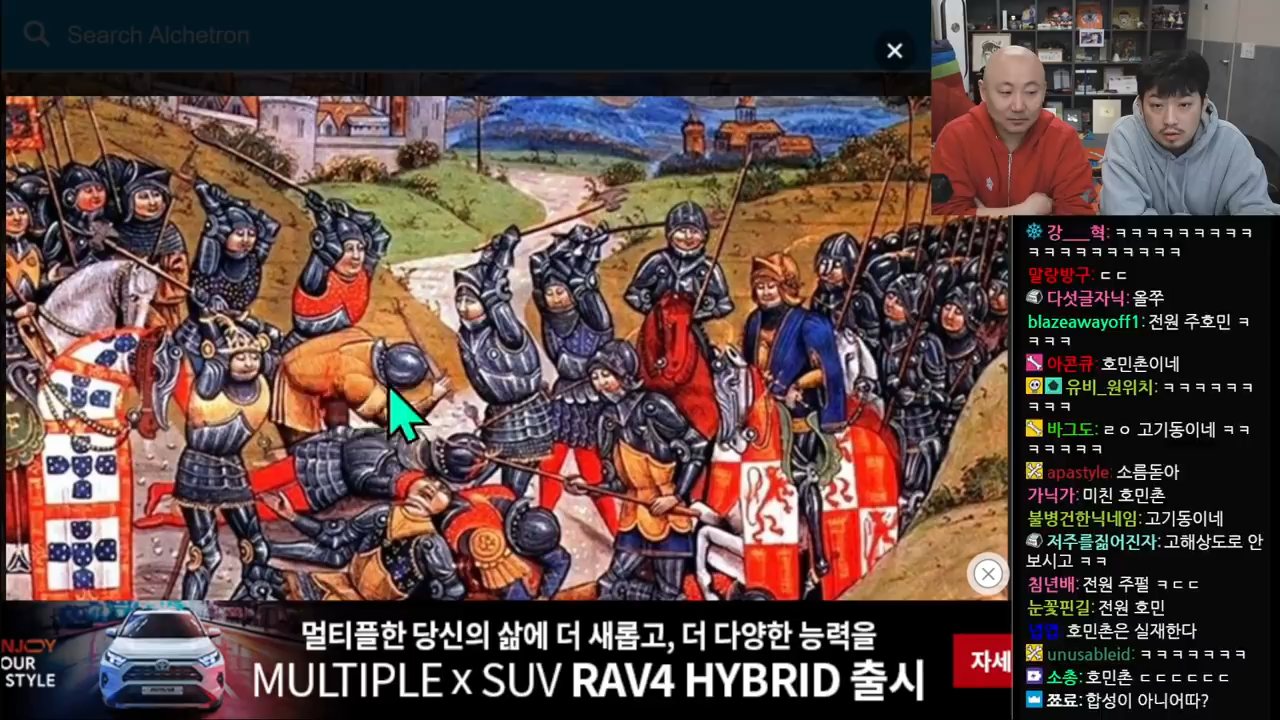 Search Alchetron
강___혁: ㅋㅋㅋㅋㅋㅋㅋㅋㅋㅋ
ㅋㅋㅋㅋㅋㅋㅋㅋㅋㅋ
말랑방구: ㄷㄷ
다섯글자닉: 올쭈
blazeawayoff1: 전원 주호민 ㅋ
ㅋㅋㅋㅋ
아콘큐: 호민촌이네
유비_원위치: ㅋㅋㅋㅋㅋㅋ
ㅋㅋㅋ
바그도: ㄹㅇ 고기동이네 ㅋㅋ
ㅋㅋㅋㅋㅋ
apastyle: 소름돋아
가닉가: 미친 호민촌
불병건한닉네임: 고기동이네
저주를짊어진자: 고해상도로 안
보시고 ㅋㅋ
침년배: 전원 주펄 ㅋㄷㄷ
눈꽃핀길: 전원 호민
호민촌은 실재한다
unusableid: ㅋㅋㅋㅋㅋㅋㅋ
소총: 호민촌 ㄷㄷㄷㄷㄷㄷ
쬬료: 합성이 아니어따?
NJOY
OUR
STYLE
멀티플한 당신의 삶에 더 새롭고, 더 다양한 능력을
MULTIPLE x SUV RAV4 HYBRID 출시
자세